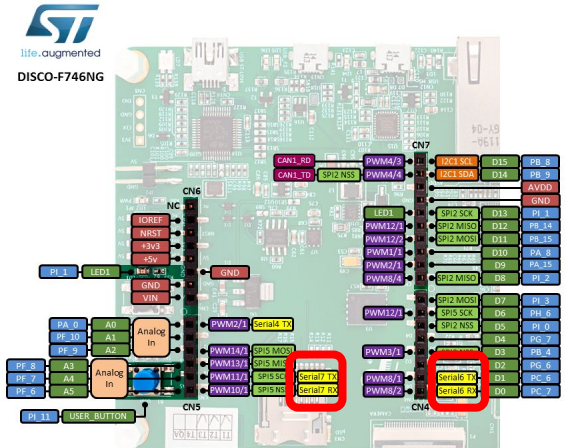 life.augmented
DISCO-F746NG
CN7
CAN1_RD PWM4/3 I2C1 SCL D15 PB_8
CAN1_TD SPI2 NSS PWM4/4 I2C1 SDA D14 PB_9
AVDD
GND
LED1 SPI2 SCK D13 PI_1
PWM12/1 SPI2 MISO D12 PB_14
PWM12/2 SPI2 MOSI D11 PB_15
PWM1/1 D10 PA_8
PWM2/1 D9 PA_15
PWM8/4 SPI2 MISO D8 PI_2
SPI2 MOSI D7 PI_3
PWM12/1 SPI2 SCK D6 PH_6
SPI2 NSS D5 PI_0
D4 PG_7
PWM3/1 D3 PB_4
D2 PG_6
PWM8/1 Serial6 TX D1 PC_6
PWM8/2 Serial6 RX D0 PC_7
CN4
CN6
NC
IOREF
NRST
+3v3
+5v
PI_1 LED1 GND
GND
VIN
PA_0 A0 Analog In PWM2/1 Serial4 TX
PF_10 A1
PF_9 A2
PF_8 A3 Analog In PWM14/1 SPI5 MOSI
PF_7 A4 PWM13/1 SPI5 MISO
PF_6 A5 PWM11/1 SPI5 SCK Serial7 TX
PWM10/1 SPI5 NSS Serial7 RX
PI_11 USER_BUTTON
CN5